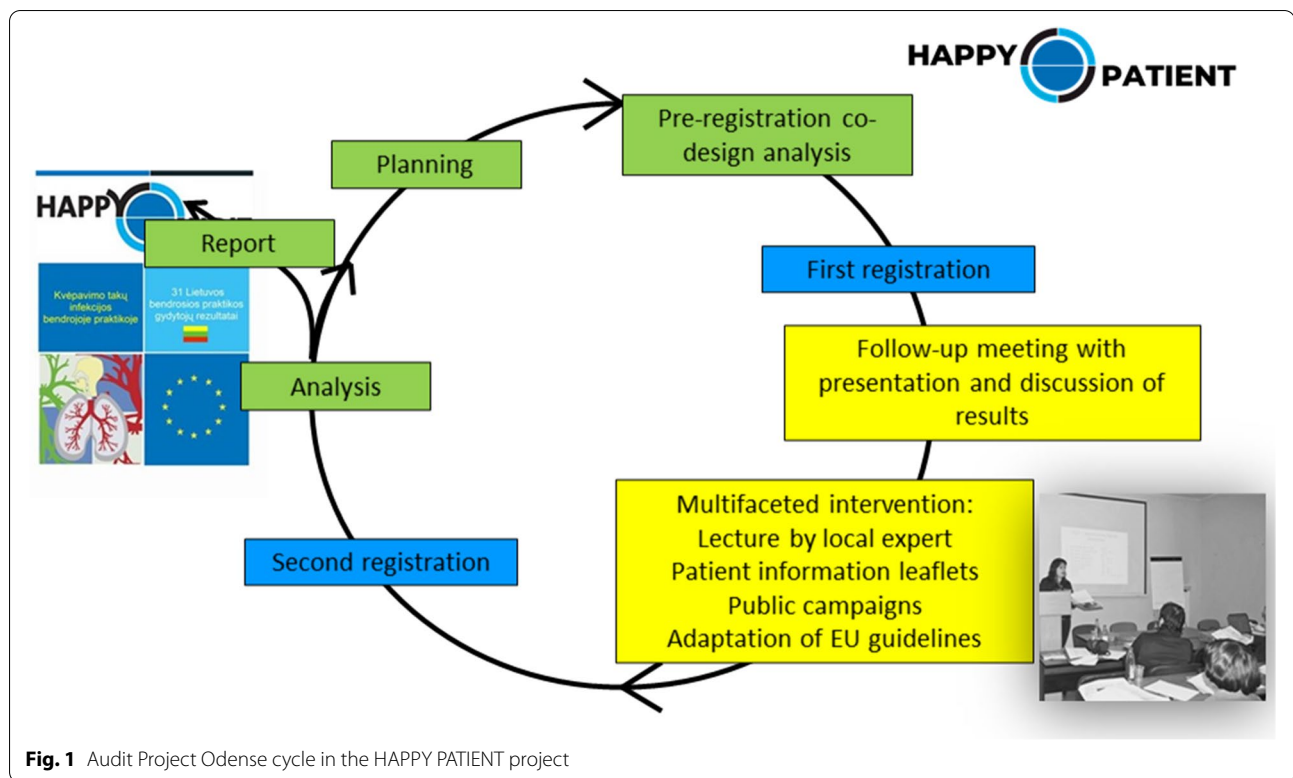 HAPPY
PATIENT
Pre-registration co-
design analysis
Planning
HAPPY
Report
Kvėpavimo takų
infekcijos
bendrojoje praktikoje
31 Lietuvos
bendrosios praktikos
gydytojų rezultatai
First registration
Follow-up meeting with
presentation and discussion of
results
Analysis
Multifaceted intervention:
Lecture by local expert
Patient information leaflets
Public campaigns
Adaptation of EU guidelines
Second registration
Fig. 1 Audit Project Odense cycle in the HAPPY PATIENT project